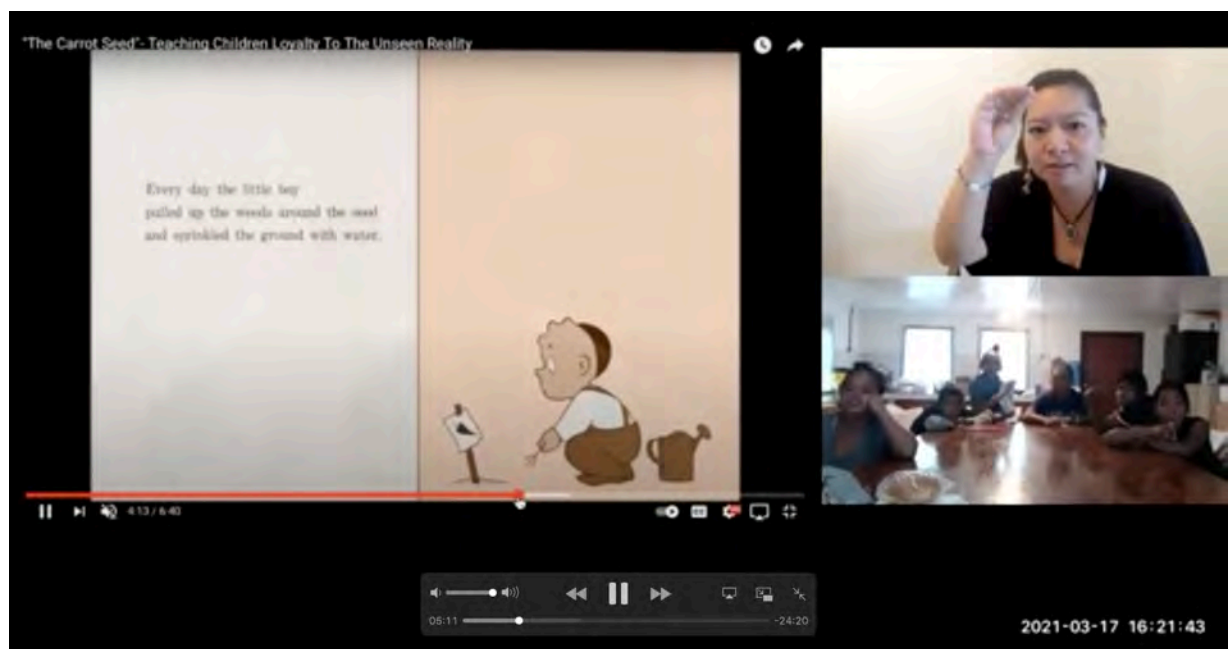 "The Carrot Seed"- Teaching Children Loyalty To The Unseen Reality
Every day the little boy
pulled up the weeds around the seed
and sprinkled the ground with water.
4:13 / 6:40
05:11
-24:20
2021-03-17 16:21:43